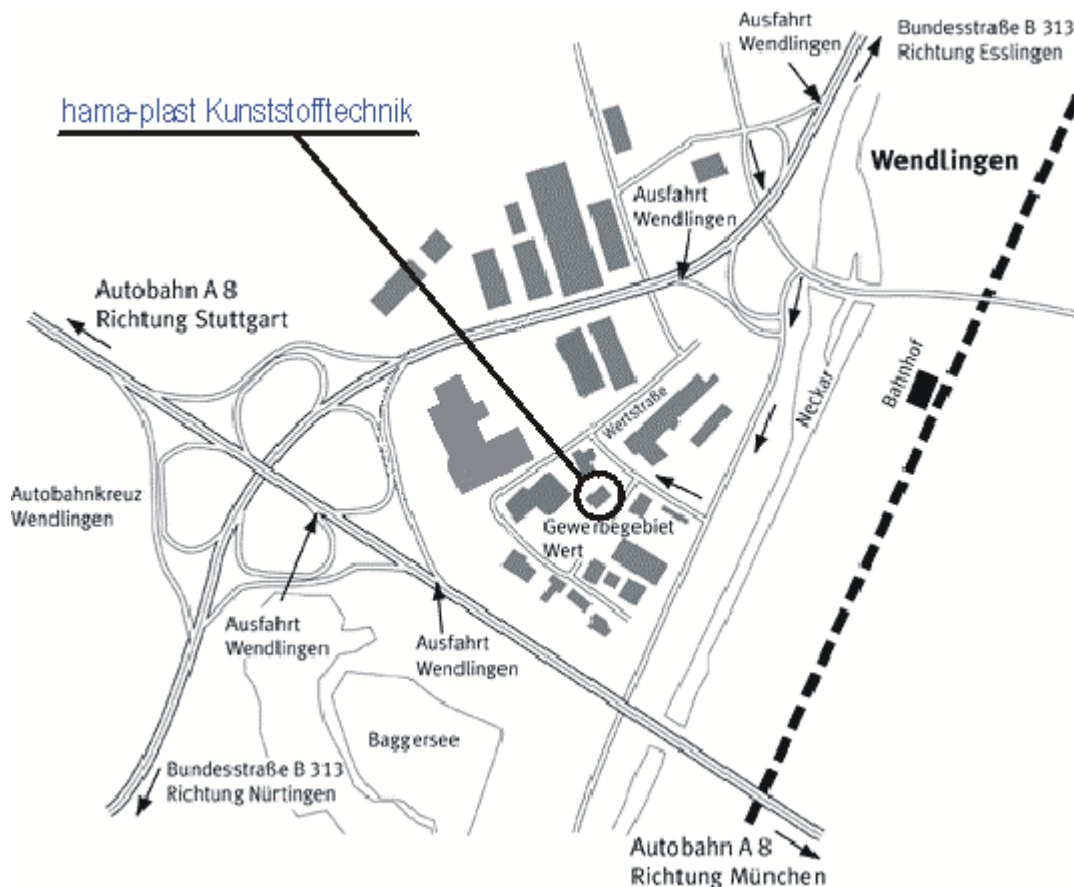 Ausfahrt
Wendlingen
Bundesstraße B 313
Richtung Esslingen
hama-plast Kunststofftechnik
Wendlingen
Ausfahrt
Wendlingen
Autobahn A 8
Richtung Stuttgart
Bahnhof
Neckar
Wertstraße
Autobahnkreuz
Wendlingen
Gewerbegebiet
Wert
Ausfahrt
Wendlingen
Ausfahrt
Wendlingen
Baggersee
Bundesstraße B 313
Richtung Nürtingen
Autobahn A 8
Richtung München